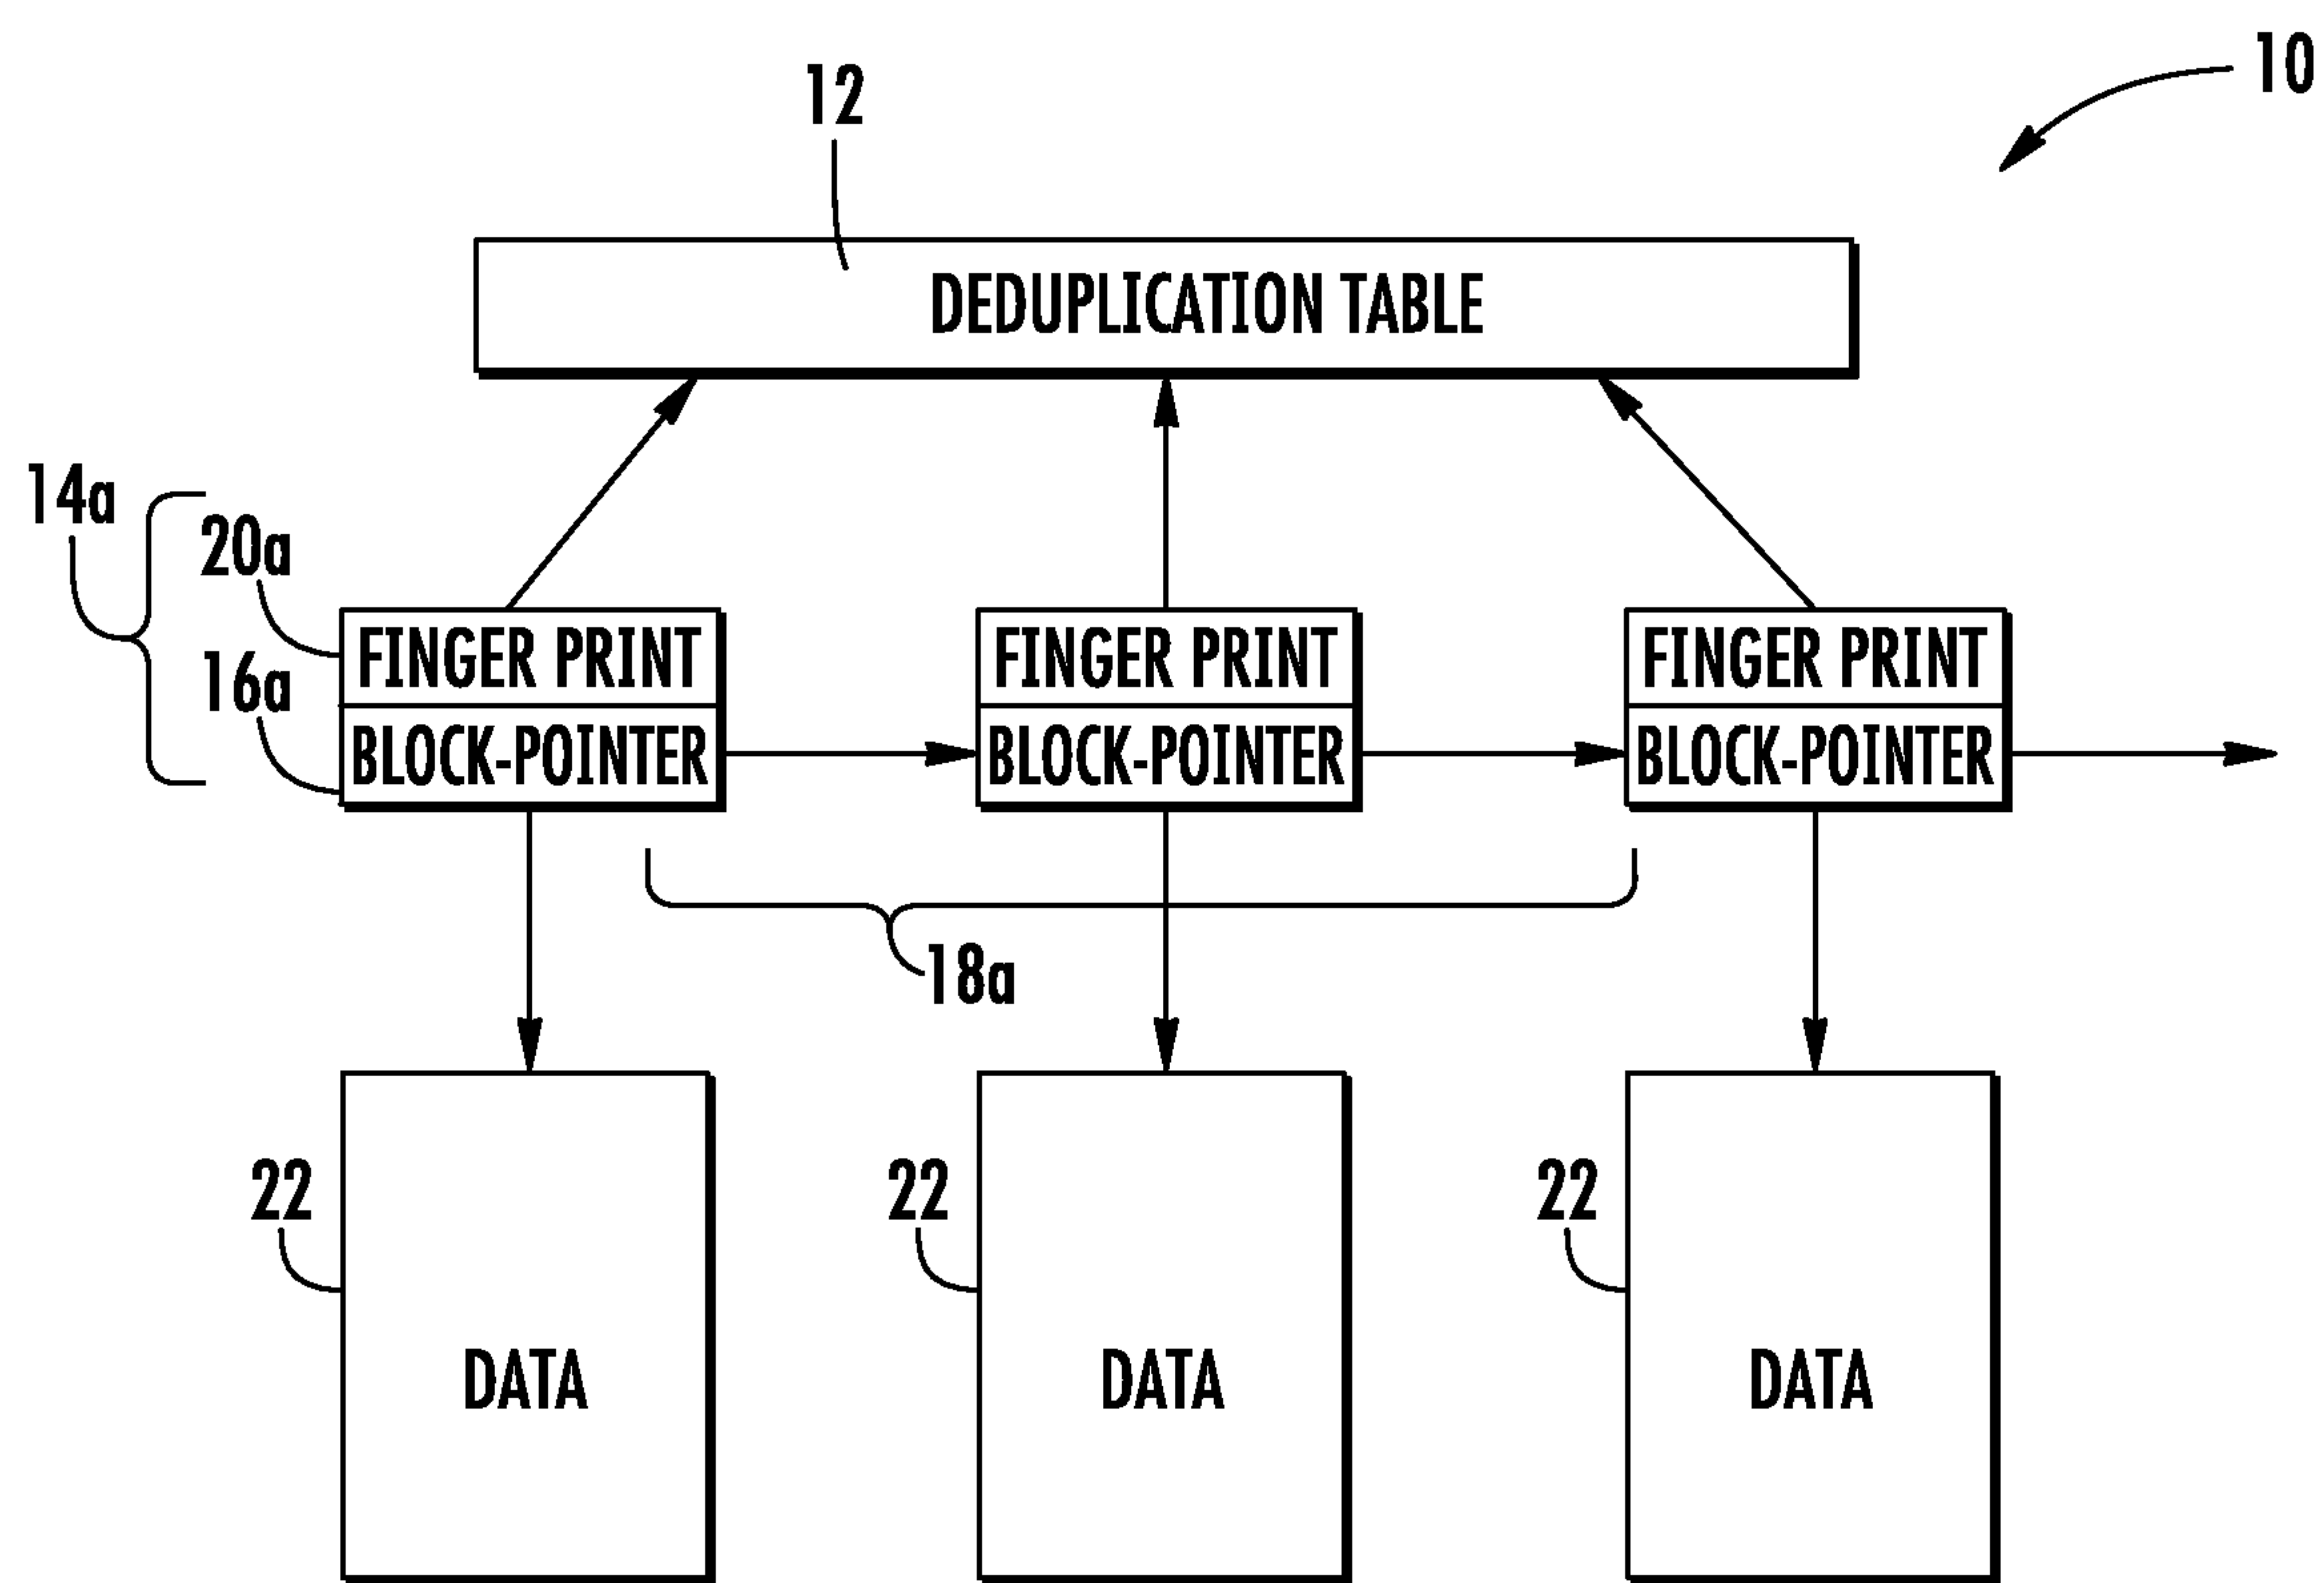 10
12
DEDUPLICATION TABLE
14a
20a
16a
FINGER PRINT FINGER PRINT FINGER PRINT
BLOCK-POINTER BLOCK-POINTER BLOCK-POINTER
18a
22 22 22
DATA DATA DATA